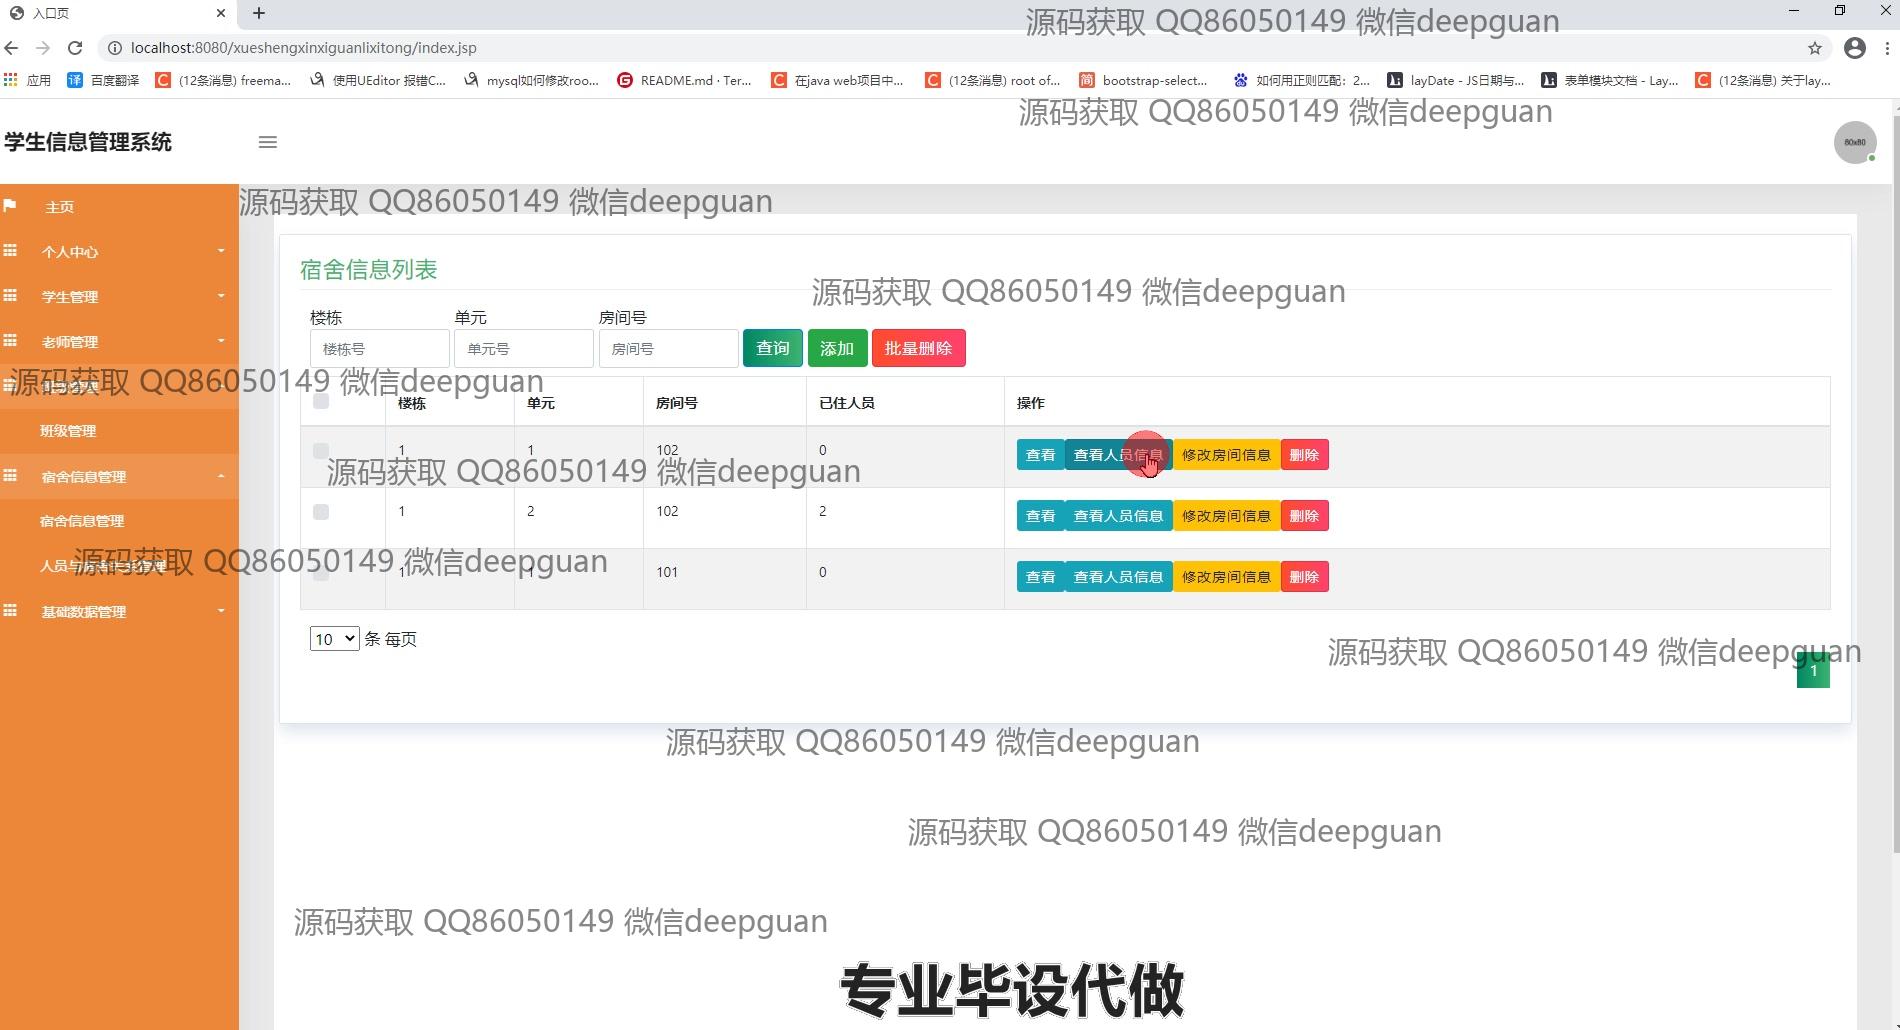 入口页
源码获取 QQ86050149 微信deepguan
localhost:8080/xueshengxinxiguanlixitong/index.jsp
应用 百度翻译 (12条消息) freema... 使用UEditor 报错C... mysql如何修改roo... README.md · Ter... 在java web项目中... (12条消息) root of... bootstrap-select... 如何用正则匹配：2... layDate - JS日期与... 表单模块文档 - Lay... (12条消息) 关于lay...
源码获取 QQ86050149 微信deepguan
学生信息管理系统
80x80
主页
源码获取 QQ86050149 微信deepguan
个人中心
宿舍信息列表
学生管理
源码获取 QQ86050149 微信deepguan
楼栋 单元 房间号
老师管理
楼栋号 单元号 房间号 查询 添加 批量删除
源码获取 QQ86050149 微信deepguan
楼栋 单元 房间号 已住人员 操作
班级管理
1 1 102 0 查看 查看人员信息 修改房间信息 删除
源码获取 QQ86050149 微信deepguan
宿舍信息管理
1 2 102 2 查看 查看人员信息 修改房间信息 删除
宿舍信息管理
源码获取 QQ86050149 微信deepguan
1 1 101 0 查看 查看人员信息 修改房间信息 删除
基础数据管理
10 条 每页
源码获取 QQ86050149 微信deepguan
1
源码获取 QQ86050149 微信deepguan
源码获取 QQ86050149 微信deepguan
源码获取 QQ86050149 微信deepguan
专业毕设代做